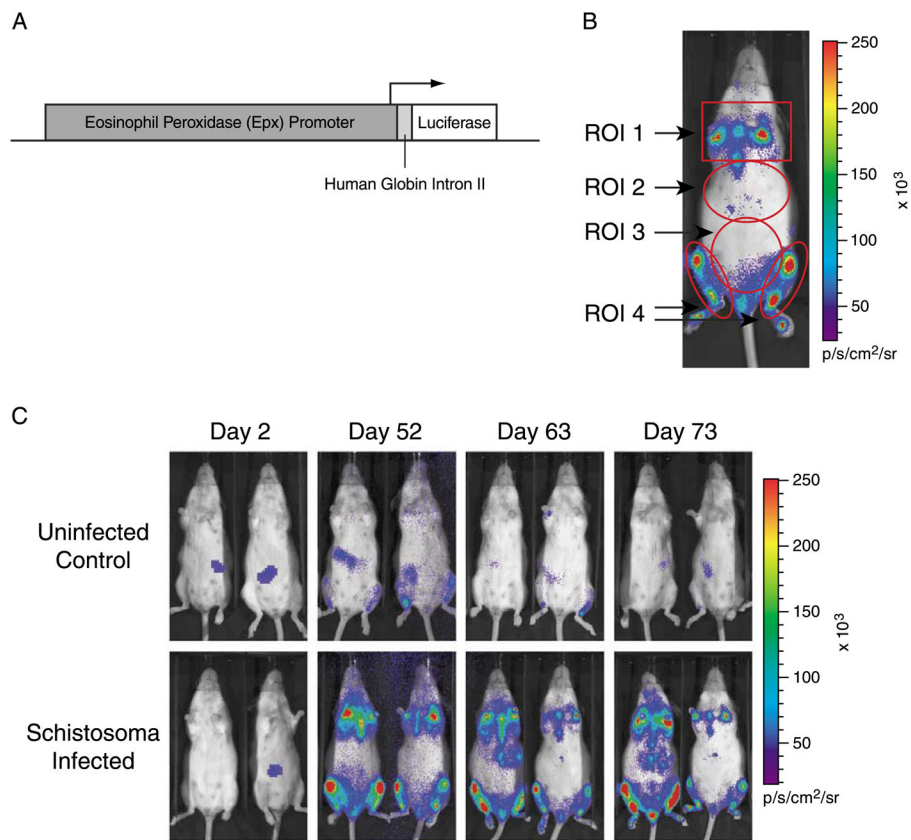 A
Eosinophil Peroxidase (Epx) Promoter
Luciferase
Human Globin Intron II
B
ROI 1
ROI 2
ROI 3
ROI 4
250
200
150
100
50
x 10³
p/s/cm²/sr
C
Day 2
Day 52
Day 63
Day 73
Uninfected
Control
Schistosoma
Infected
250
200
150
100
50
x 10³
p/s/cm²/sr